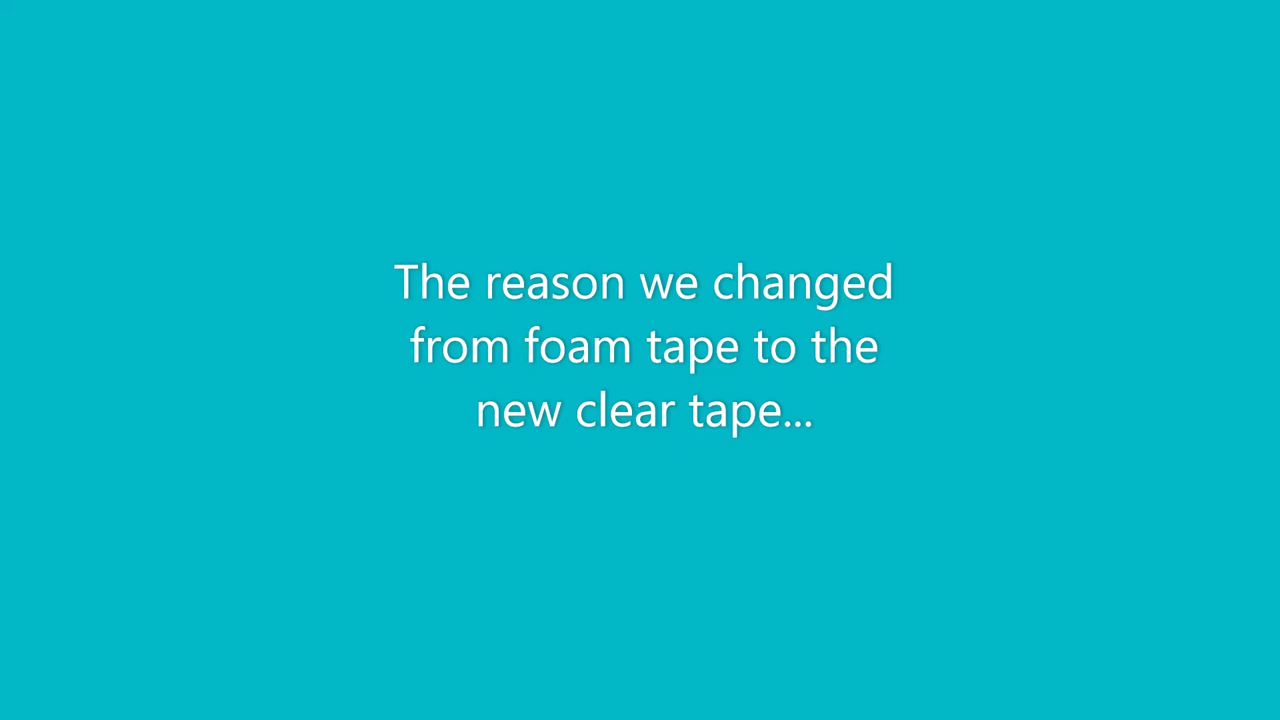 The reason we changed
from foam tape to the
new clear tape...